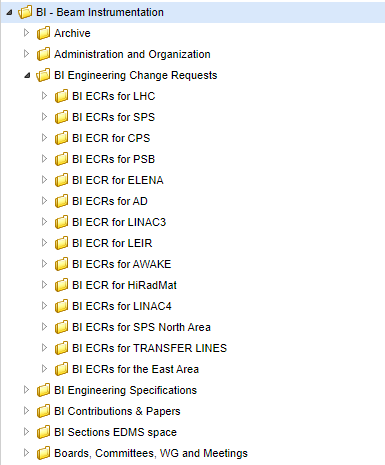 BI - Beam Instrumentation
Archive
Administration and Organization
BI Engineering Change Requests
BI ECRs for LHC
BI ECRs for SPS
BI ECR for CPS
BI ECRs for PSB
BI ECR for ELENA
BI ECRs for AD
BI ECR for LINAC3
BI ECR for LEIR
BI ECRs for AWAKE
BI ECR for HiRadMat
BI ECRs for LINAC4
BI ECRs for SPS North Area
BI ECRs for TRANSFER LINES
BI ECRs for the East Area
BI Engineering Specifications
BI Contributions & Papers
BI Sections EDMS space
Boards, Committees, WG and Meetings